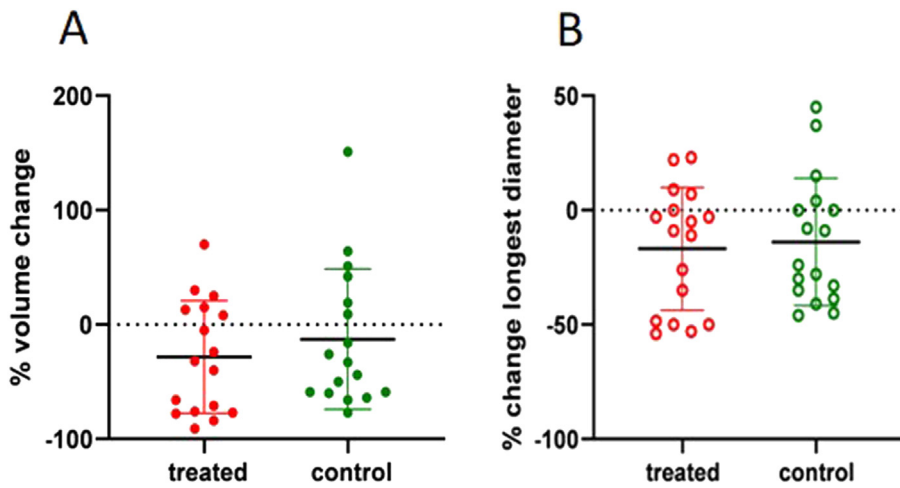 A
% volume change
200
100
0
-100
treated
control
B
% change longest diameter
50
0
-50
-100
treated
control